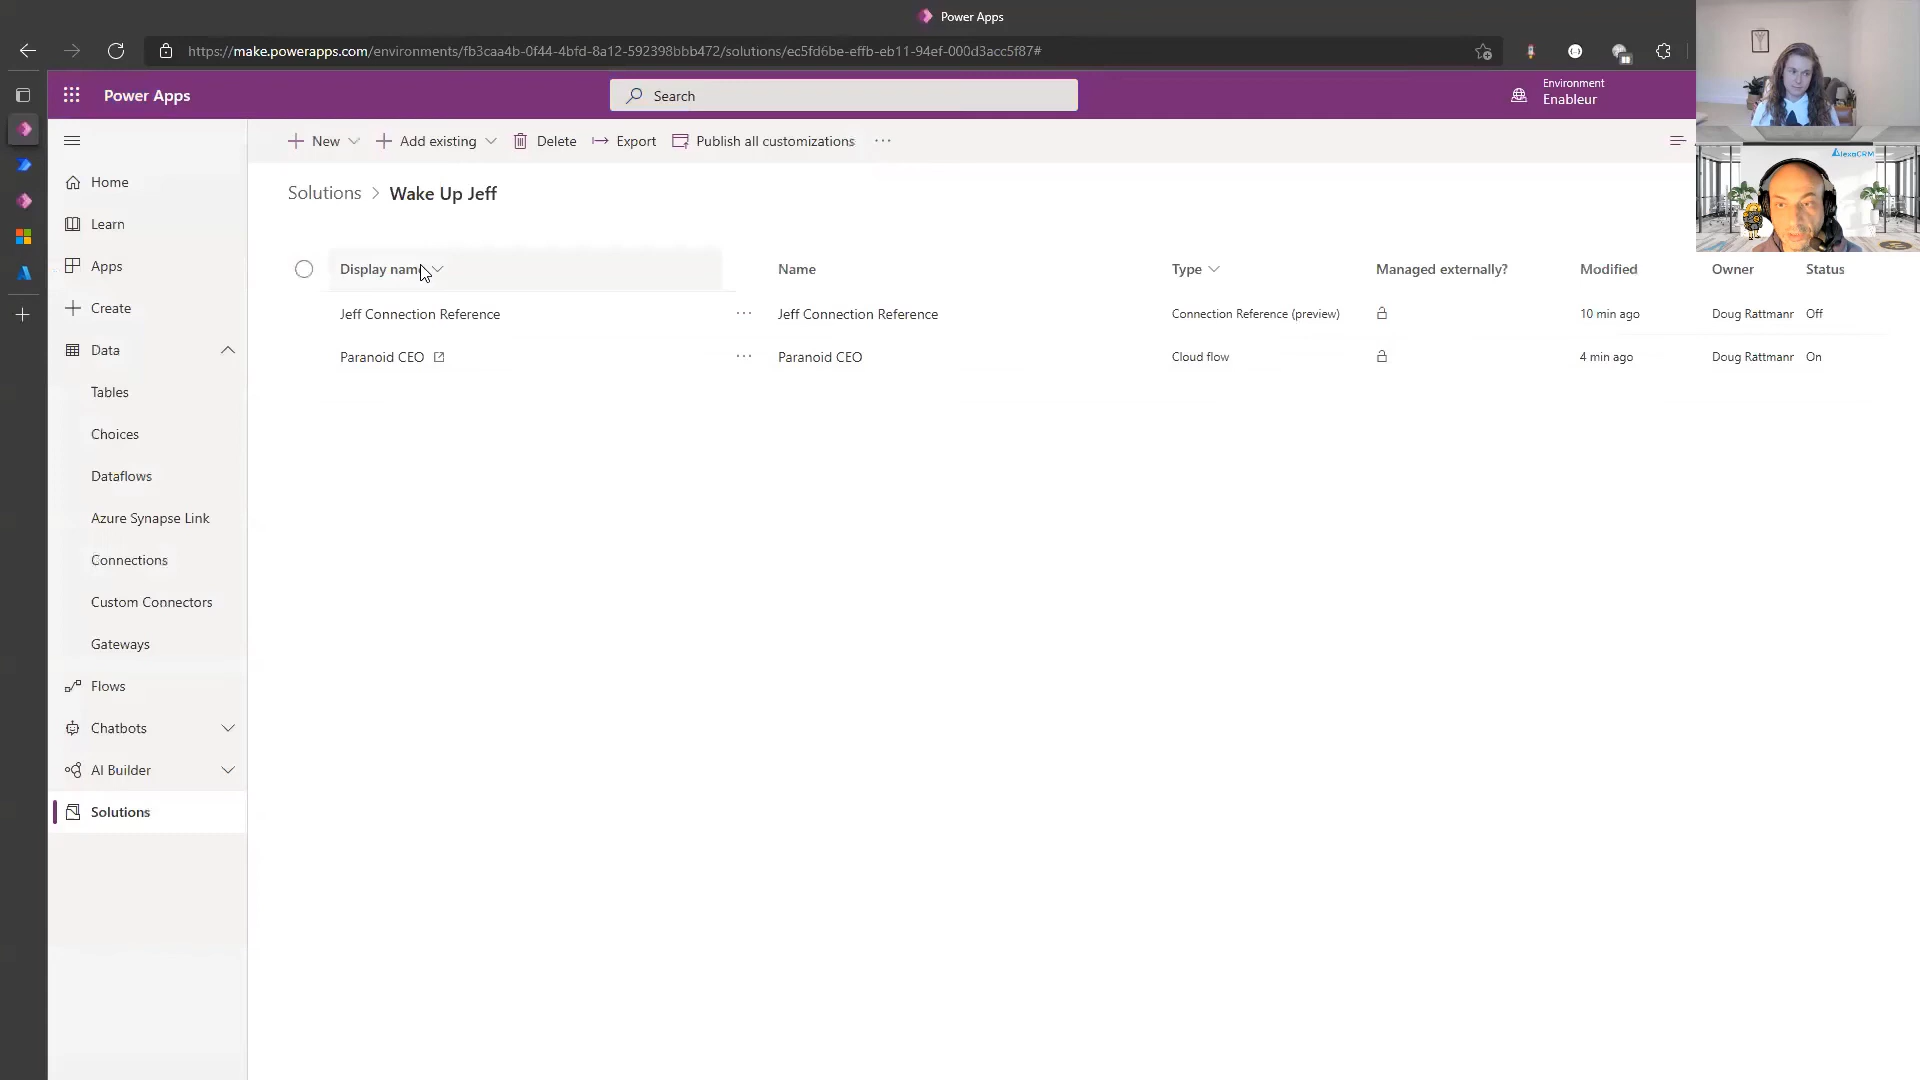 Power Apps
https://make.powerapps.com/environments/fb3caa4b-0f44-4bfd-8a12-592398bbb472/solutions/ec5fd6be-effb-eb11-94ef-000d3acc5f87#
Power Apps
Search
Environment
Enableur
AlexaCRM
New
Add existing
Delete
Export
Publish all customizations
Home
Learn
Apps
Create
Data
Tables
Choices
Dataflows
Azure Synapse Link
Connections
Custom Connectors
Gateways
Flows
Chatbots
AI Builder
Solutions
Solutions > Wake Up Jeff
Display name Name Type Managed externally? Modified Owner Status
Jeff Connection Reference ... Jeff Connection Reference Connection Reference (preview) 10 min ago Doug Rattmanr Off
Paranoid CEO ... Paranoid CEO Cloud flow 4 min ago Doug Rattmanr On